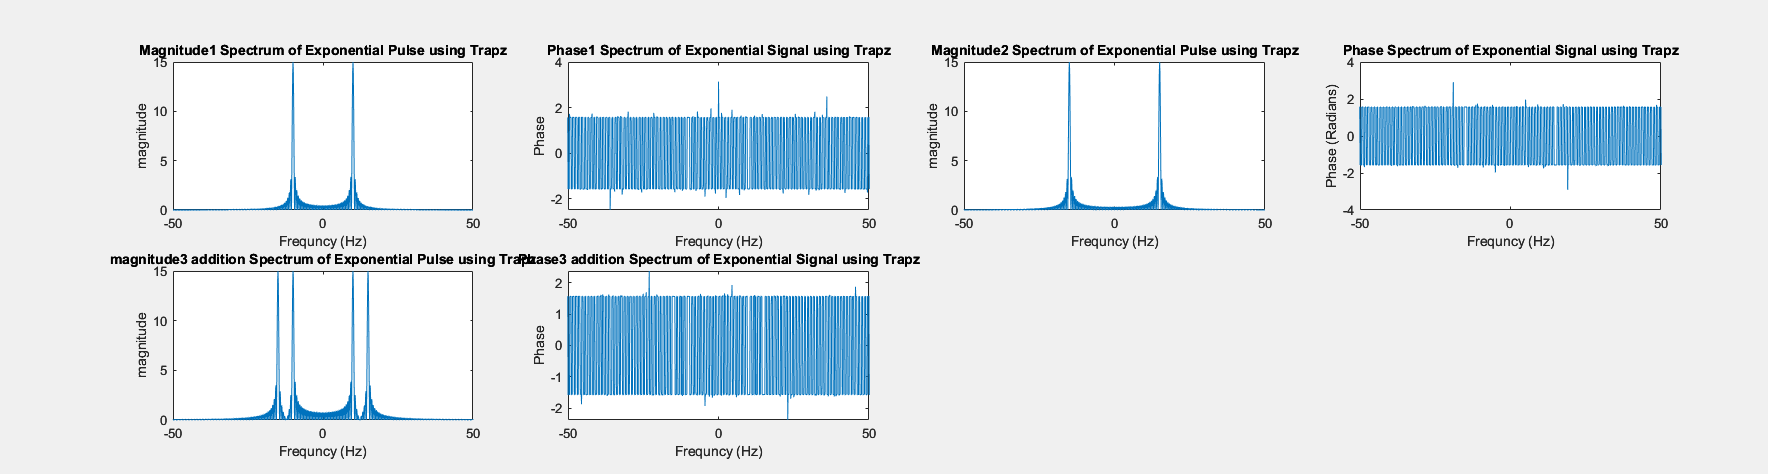 Magnitude1 Spectrum of Exponential Pulse using Trapz
15
10
5
0
magnitude
-50
0
50
Frequncy (Hz)
Phase1 Spectrum of Exponential Signal using Trapz
4
2
0
-2
Phase
-50
0
50
Frequncy (Hz)
Magnitude2 Spectrum of Exponential Pulse using Trapz
15
10
5
0
magnitude
-50
0
50
Frequncy (Hz)
Phase Spectrum of Exponential Signal using Trapz
4
2
0
-2
-4
Phase (Radians)
-50
0
50
Frequncy (Hz)
magnitude3 addition Spectrum of Exponential Pulse using Trapz
15
10
5
0
magnitude
-50
0
50
Frequncy (Hz)
Phase3 addition Spectrum of Exponential Signal using Trapz
2
1
0
-1
-2
Phase
-50
0
50
Frequncy (Hz)